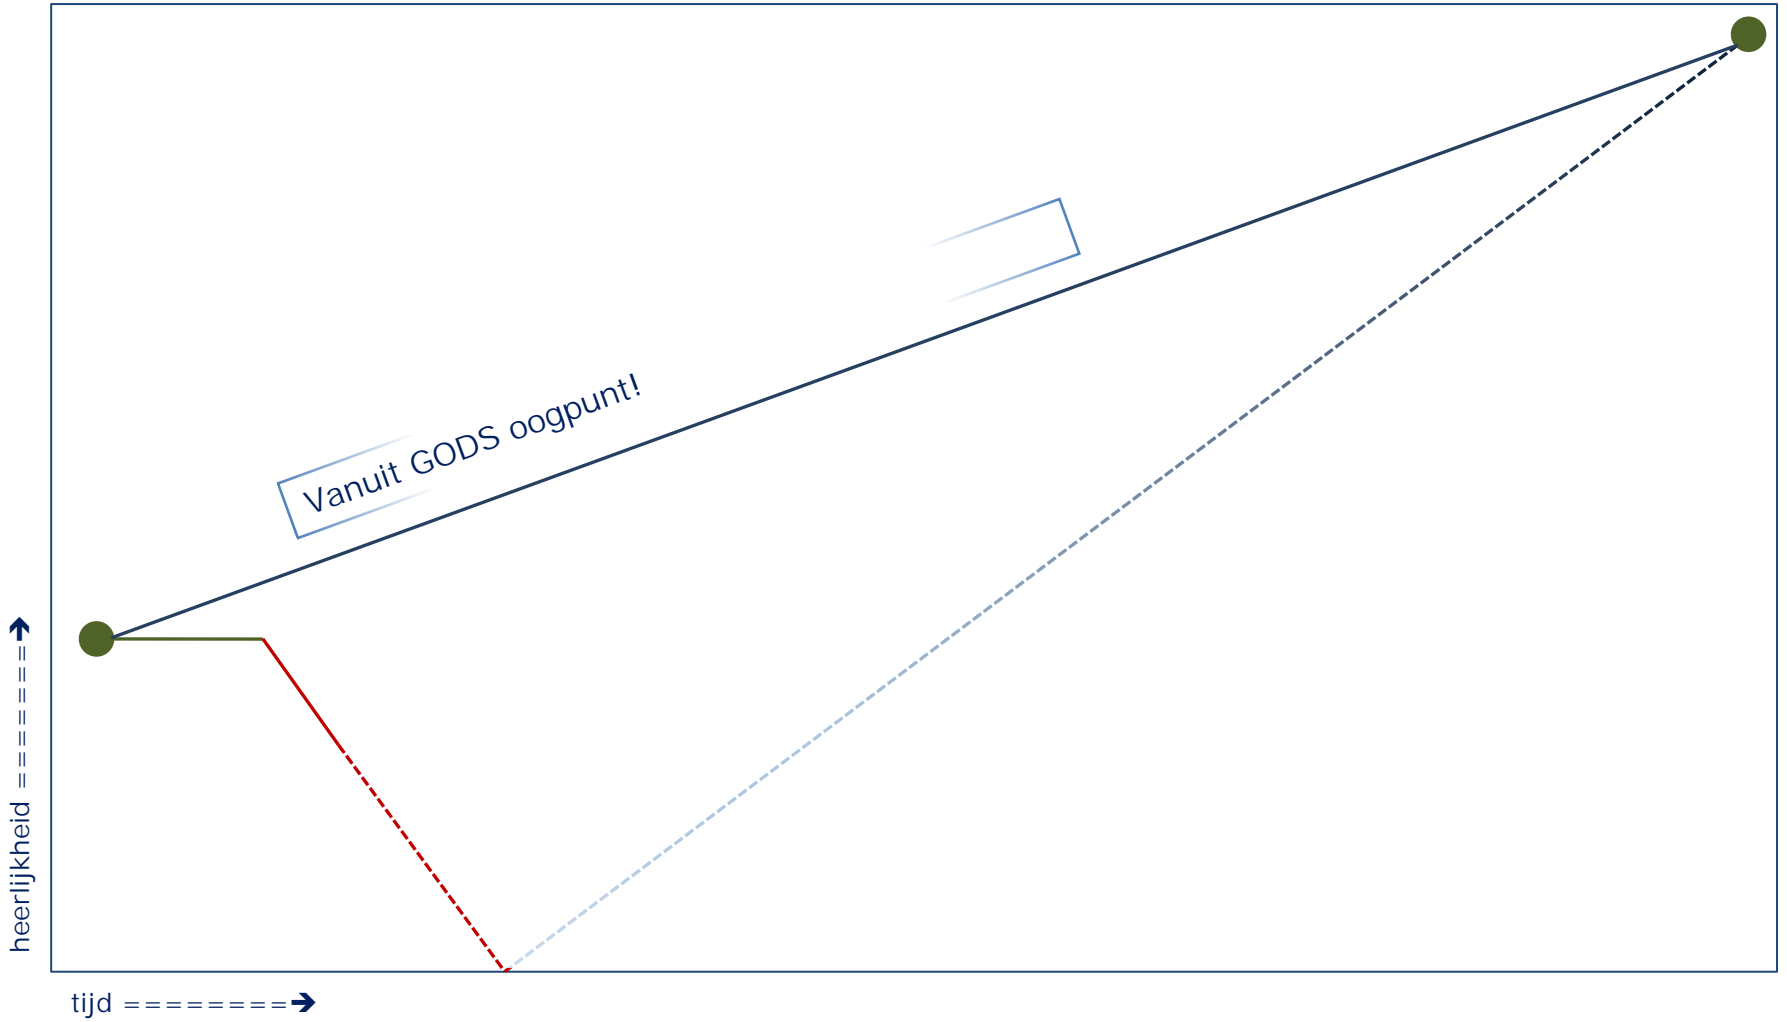 Vanuit GODS oogpunt!
heerlijkheid ========➔
tijd ========➔